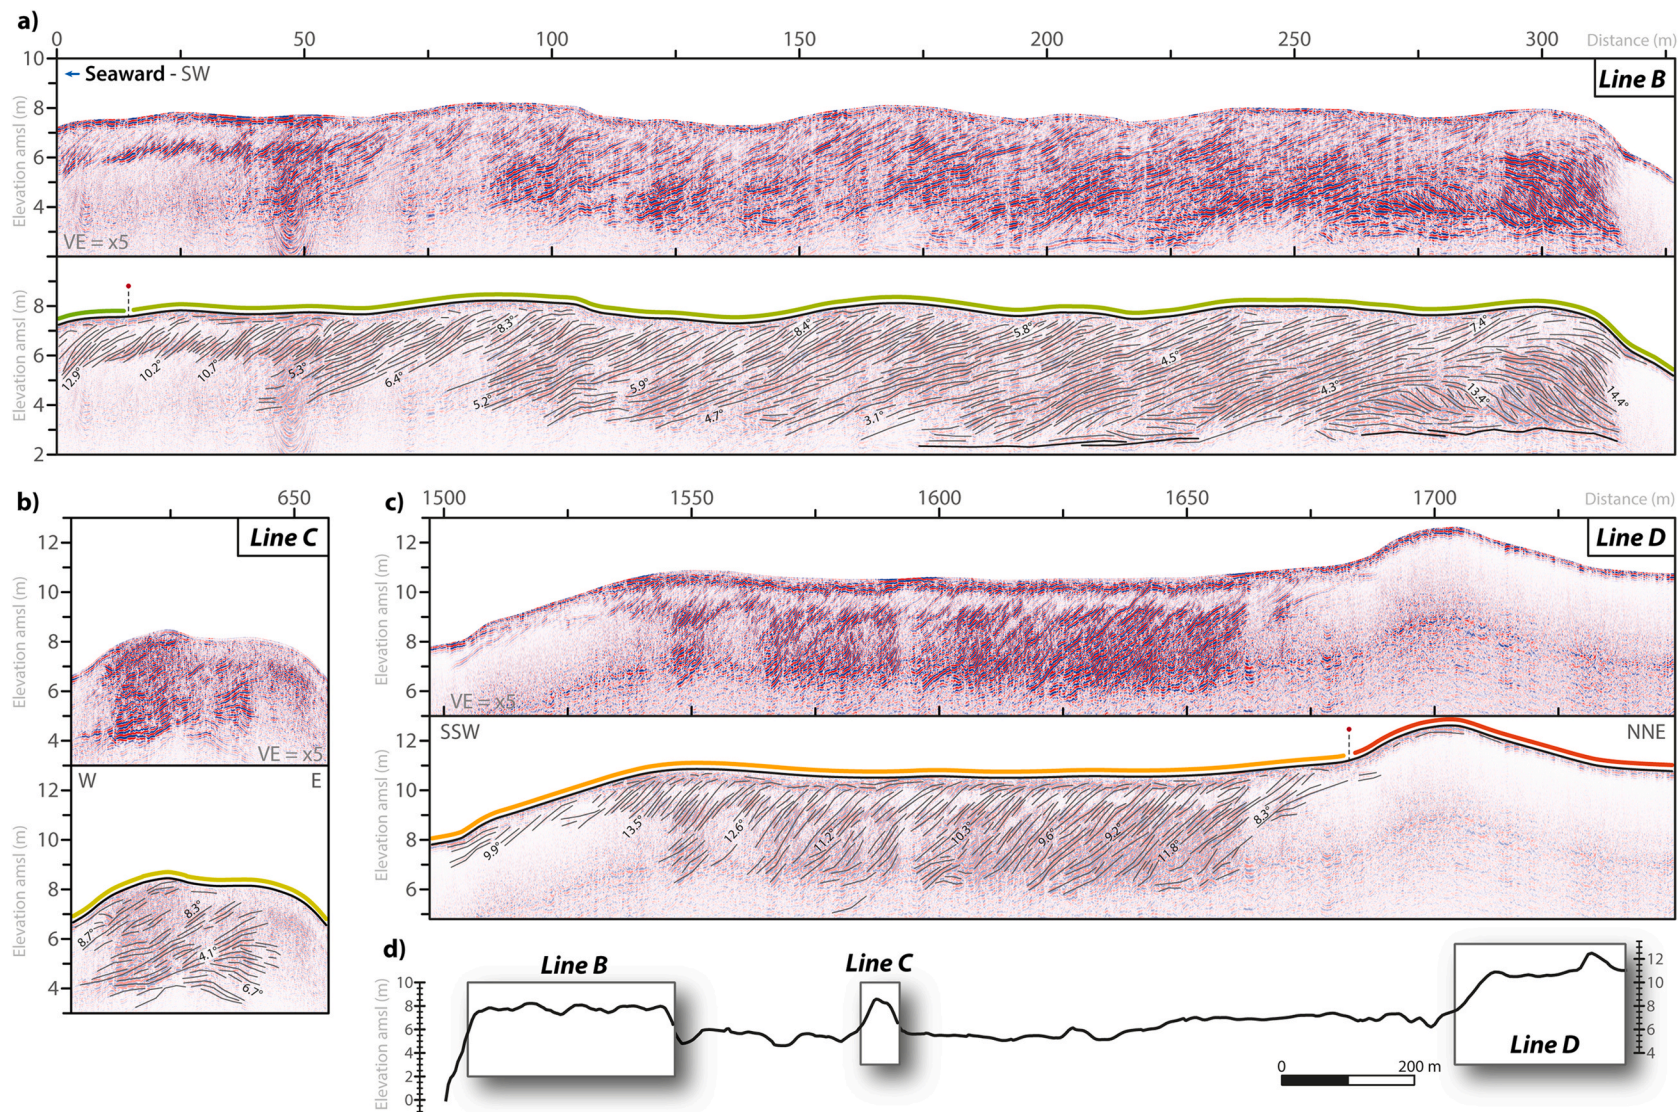 a)
0 50 100 150 200 250 300 Distance (m)
10
8
6
4
Elevation amsl (m)
← Seaward - SW
Line B
VE = x5
8
6
4
2
Elevation amsl (m)
12.9° 10.2° 10.7° 5.3° 6.4° 8.3° 5.2° 5.9° 4.7° 8.4° 3.1° 5.8° 4.5° 4.3° 7.4° 13.4° 14.4°
b)
650
Line C
12
10
8
6
4
Elevation amsl (m)
VE = x5
W E
12
10
8
6
4
Elevation amsl (m)
8.7° 8.3° 4.1° 6.7°
c)
1500 1550 1600 1650 1700 Distance (m)
Line D
12
10
8
6
Elevation amsl (m)
VE = x5
SSW NNE
12
10
8
6
Elevation amsl (m)
9.9° 13.5° 12.6° 11.2° 10.3° 9.6° 9.2° 11.8° 8.3°
d)
Line B Line C
10
8
6
4
2
0
Elevation amsl (m)
12
10
8
6
4
Line D
0 200 m